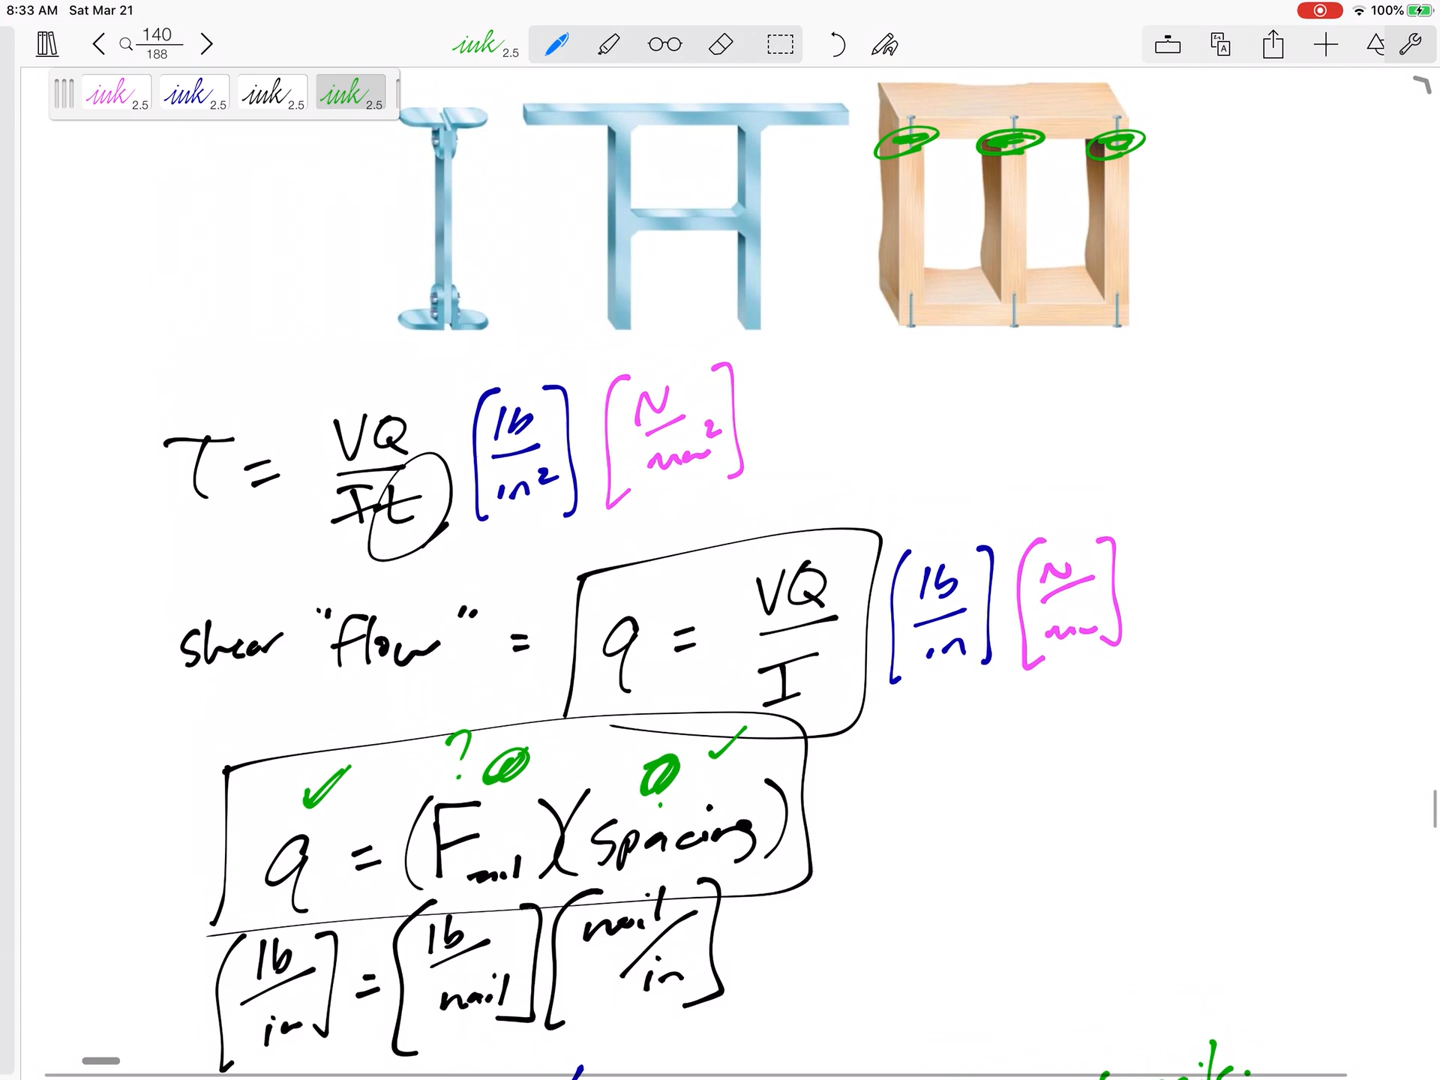 8:33 AM Sat Mar 21 100%
140
188
ink 2.5
ink 2.5 ink 2.5 ink 2.5 ink 2.5
τ = VQ / It [lb / in²] [N / mm²]
shear "flow" = q = VQ / I [lb / in] [N / mm]
?
q = (F nail)(spacing)
[lb / in] = [lb / nail] [nail / in]